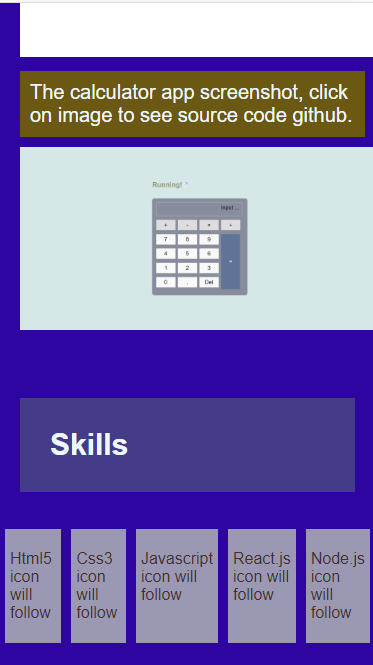 The calculator app screenshot, click
on image to see source code github.
Running!
Input ...
+ - × ÷
7 8 9
4 5 6
1 2 3
0 . Del
=
Skills
Html5
icon
will
follow
Css3
icon
will
follow
Javascript
icon will
follow
React.js
icon will
follow
Node.js
icon
will
follow